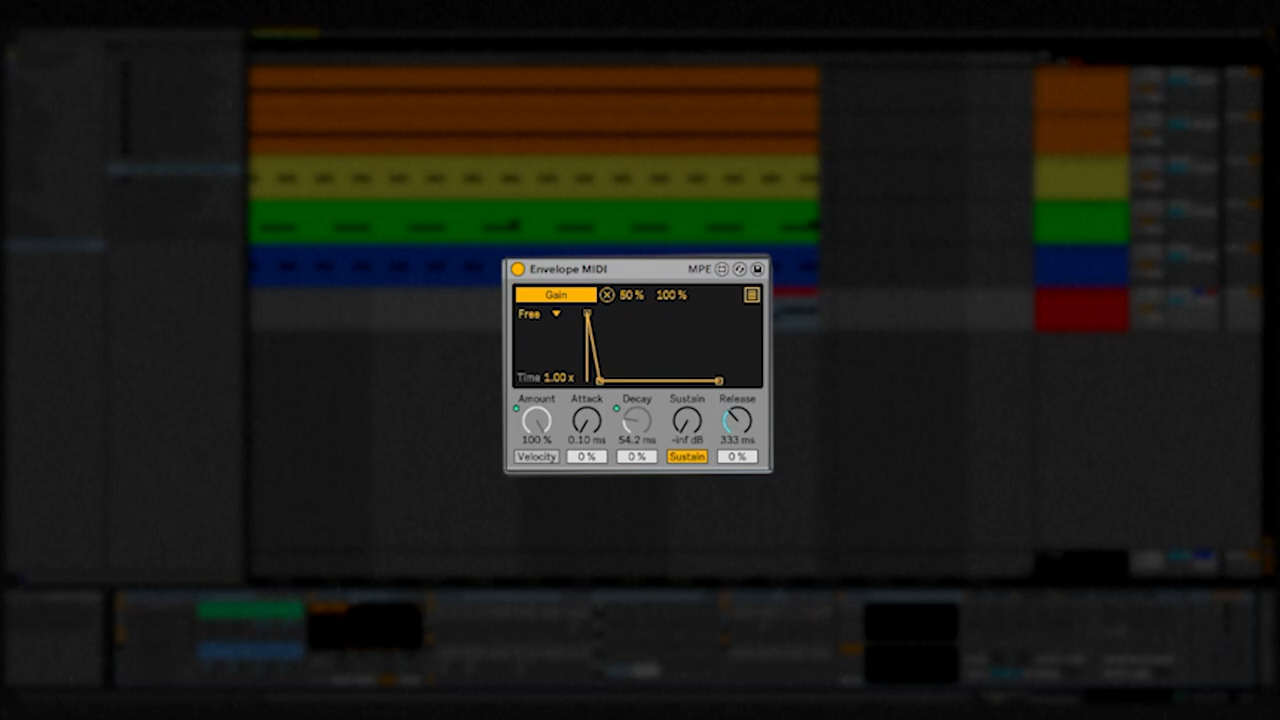 Envelope MIDI MPE
Gain 50 % 100 %
Free
Time 1.00 x
Amount Attack Decay Sustain Release
100 % 0.10 ms 54.2 ms -inf dB 333 ms
Velocity 0 % 0 % Sustain 0 %